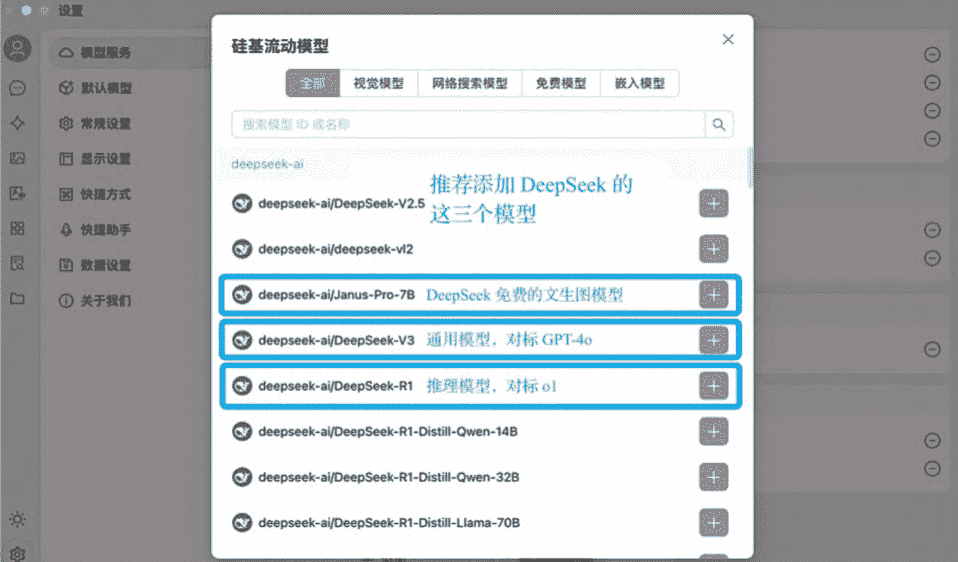 设置
模型服务
默认模型
常规设置
显示设置
快捷方式
快捷助手
数据设置
关于我们
硅基流动模型
全部
视觉模型
网络搜索模型
免费模型
嵌入模型
搜索模型 ID 或名称
deepseek-ai
推荐添加 DeepSeek 的
这三个模型
deepseek-ai/DeepSeek-V2.5
deepseek-ai/deepseek-vl2
deepseek-ai/Janus-Pro-7B DeepSeek 免费的文生图模型
deepseek-ai/DeepSeek-V3 通用模型，对标 GPT-4o
deepseek-ai/DeepSeek-R1 推理模型，对标 o1
deepseek-ai/DeepSeek-R1-Distill-Qwen-14B
deepseek-ai/DeepSeek-R1-Distill-Qwen-32B
deepseek-ai/DeepSeek-R1-Distill-Llama-70B